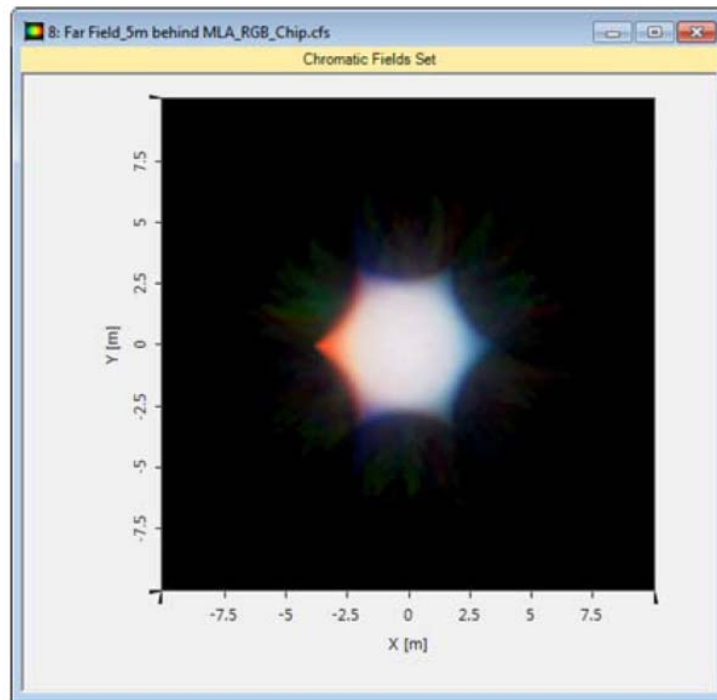 8: Far Field_5m behind MLA_RGB_Chip.cfs
Chromatic Fields Set
7.5
5
2.5
0
-2.5
-5
-7.5
Y [m]
-7.5 -5 -2.5 0 2.5 5 7.5
X [m]